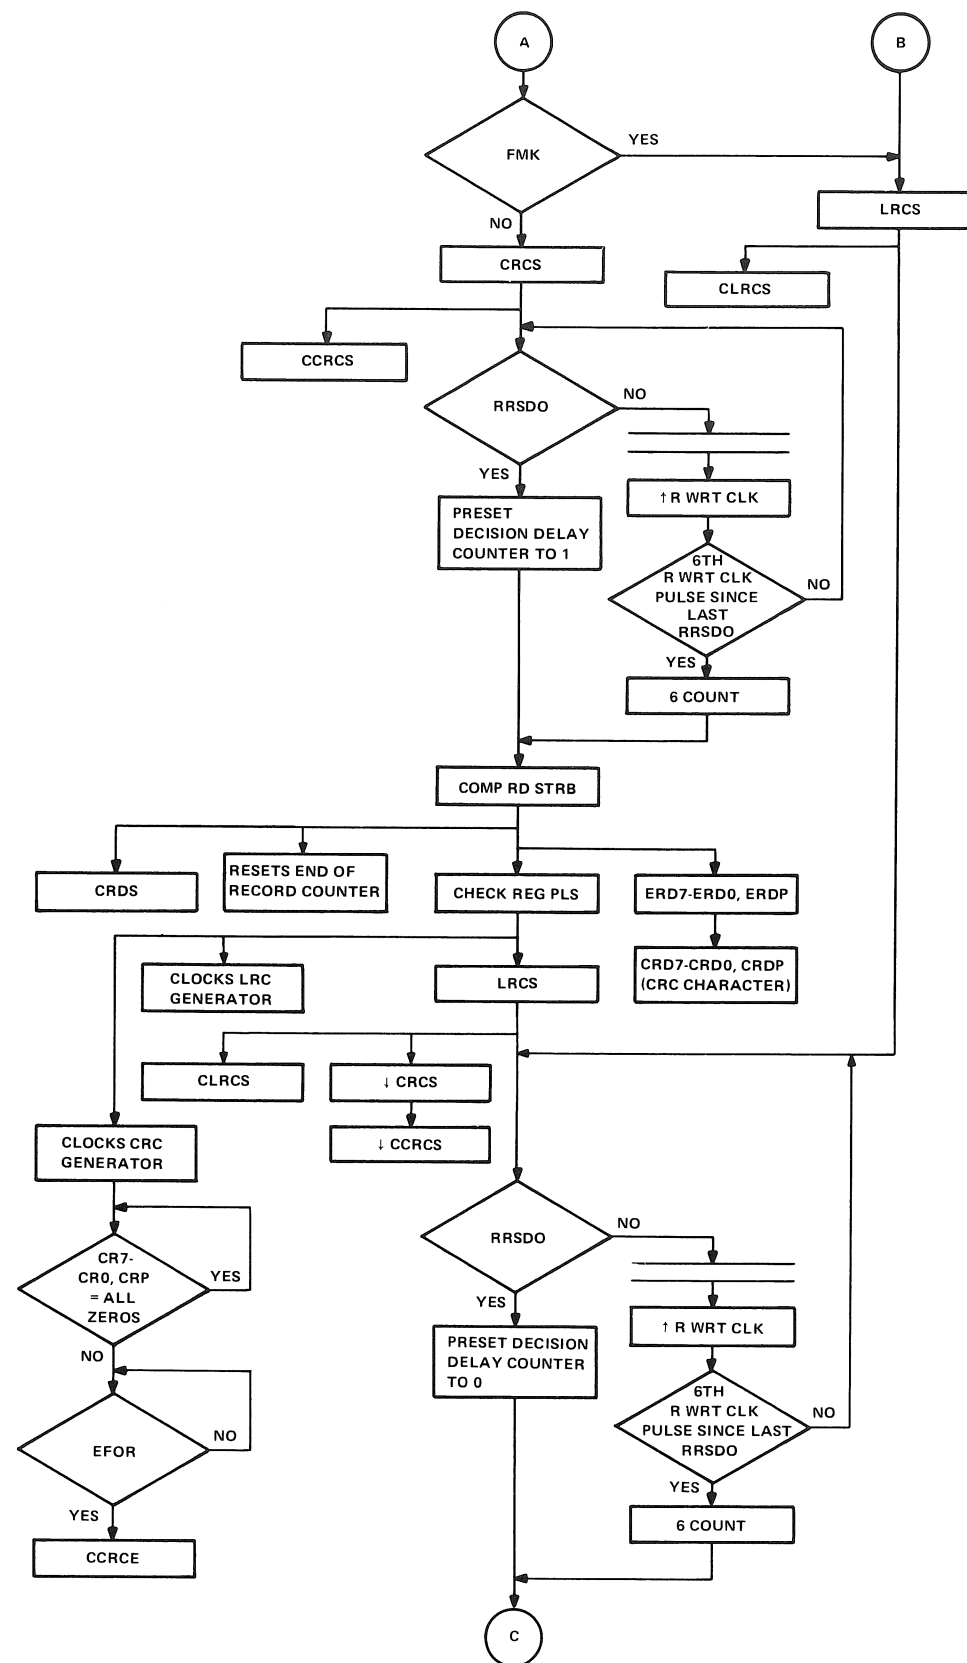 A
B
FMK
YES
LRCS
NO
CRCS
CLRCS
CCRCS
RRSDO
NO
YES
PRESET
DECISION DELAY
COUNTER TO 1
↑R WRT CLK
6TH
R WRT CLK
PULSE SINCE
LAST
RRSDO
NO
YES
6 COUNT
COMP RD STRB
CRDS
RESETS END OF
RECORD COUNTER
CHECK REG PLS
ERD7-ERD0, ERDP
CLOCKS LRC
GENERATOR
LRCS
CRD7-CRD0, CRDP
(CRC CHARACTER)
CLRCS
↓ CRCS
↓ CCRCS
CLOCKS CRC
GENERATOR
RRSDO
NO
CR7-
CR0, CRP
= ALL
ZEROS
YES
YES
↑ R WRT CLK
PRESET DECISION
DELAY COUNTER
TO 0
NO
6TH
R WRT CLK
PULSE SINCE LAST
RRSDO
NO
EFOR
NO
YES
YES
6 COUNT
CCRCE
C